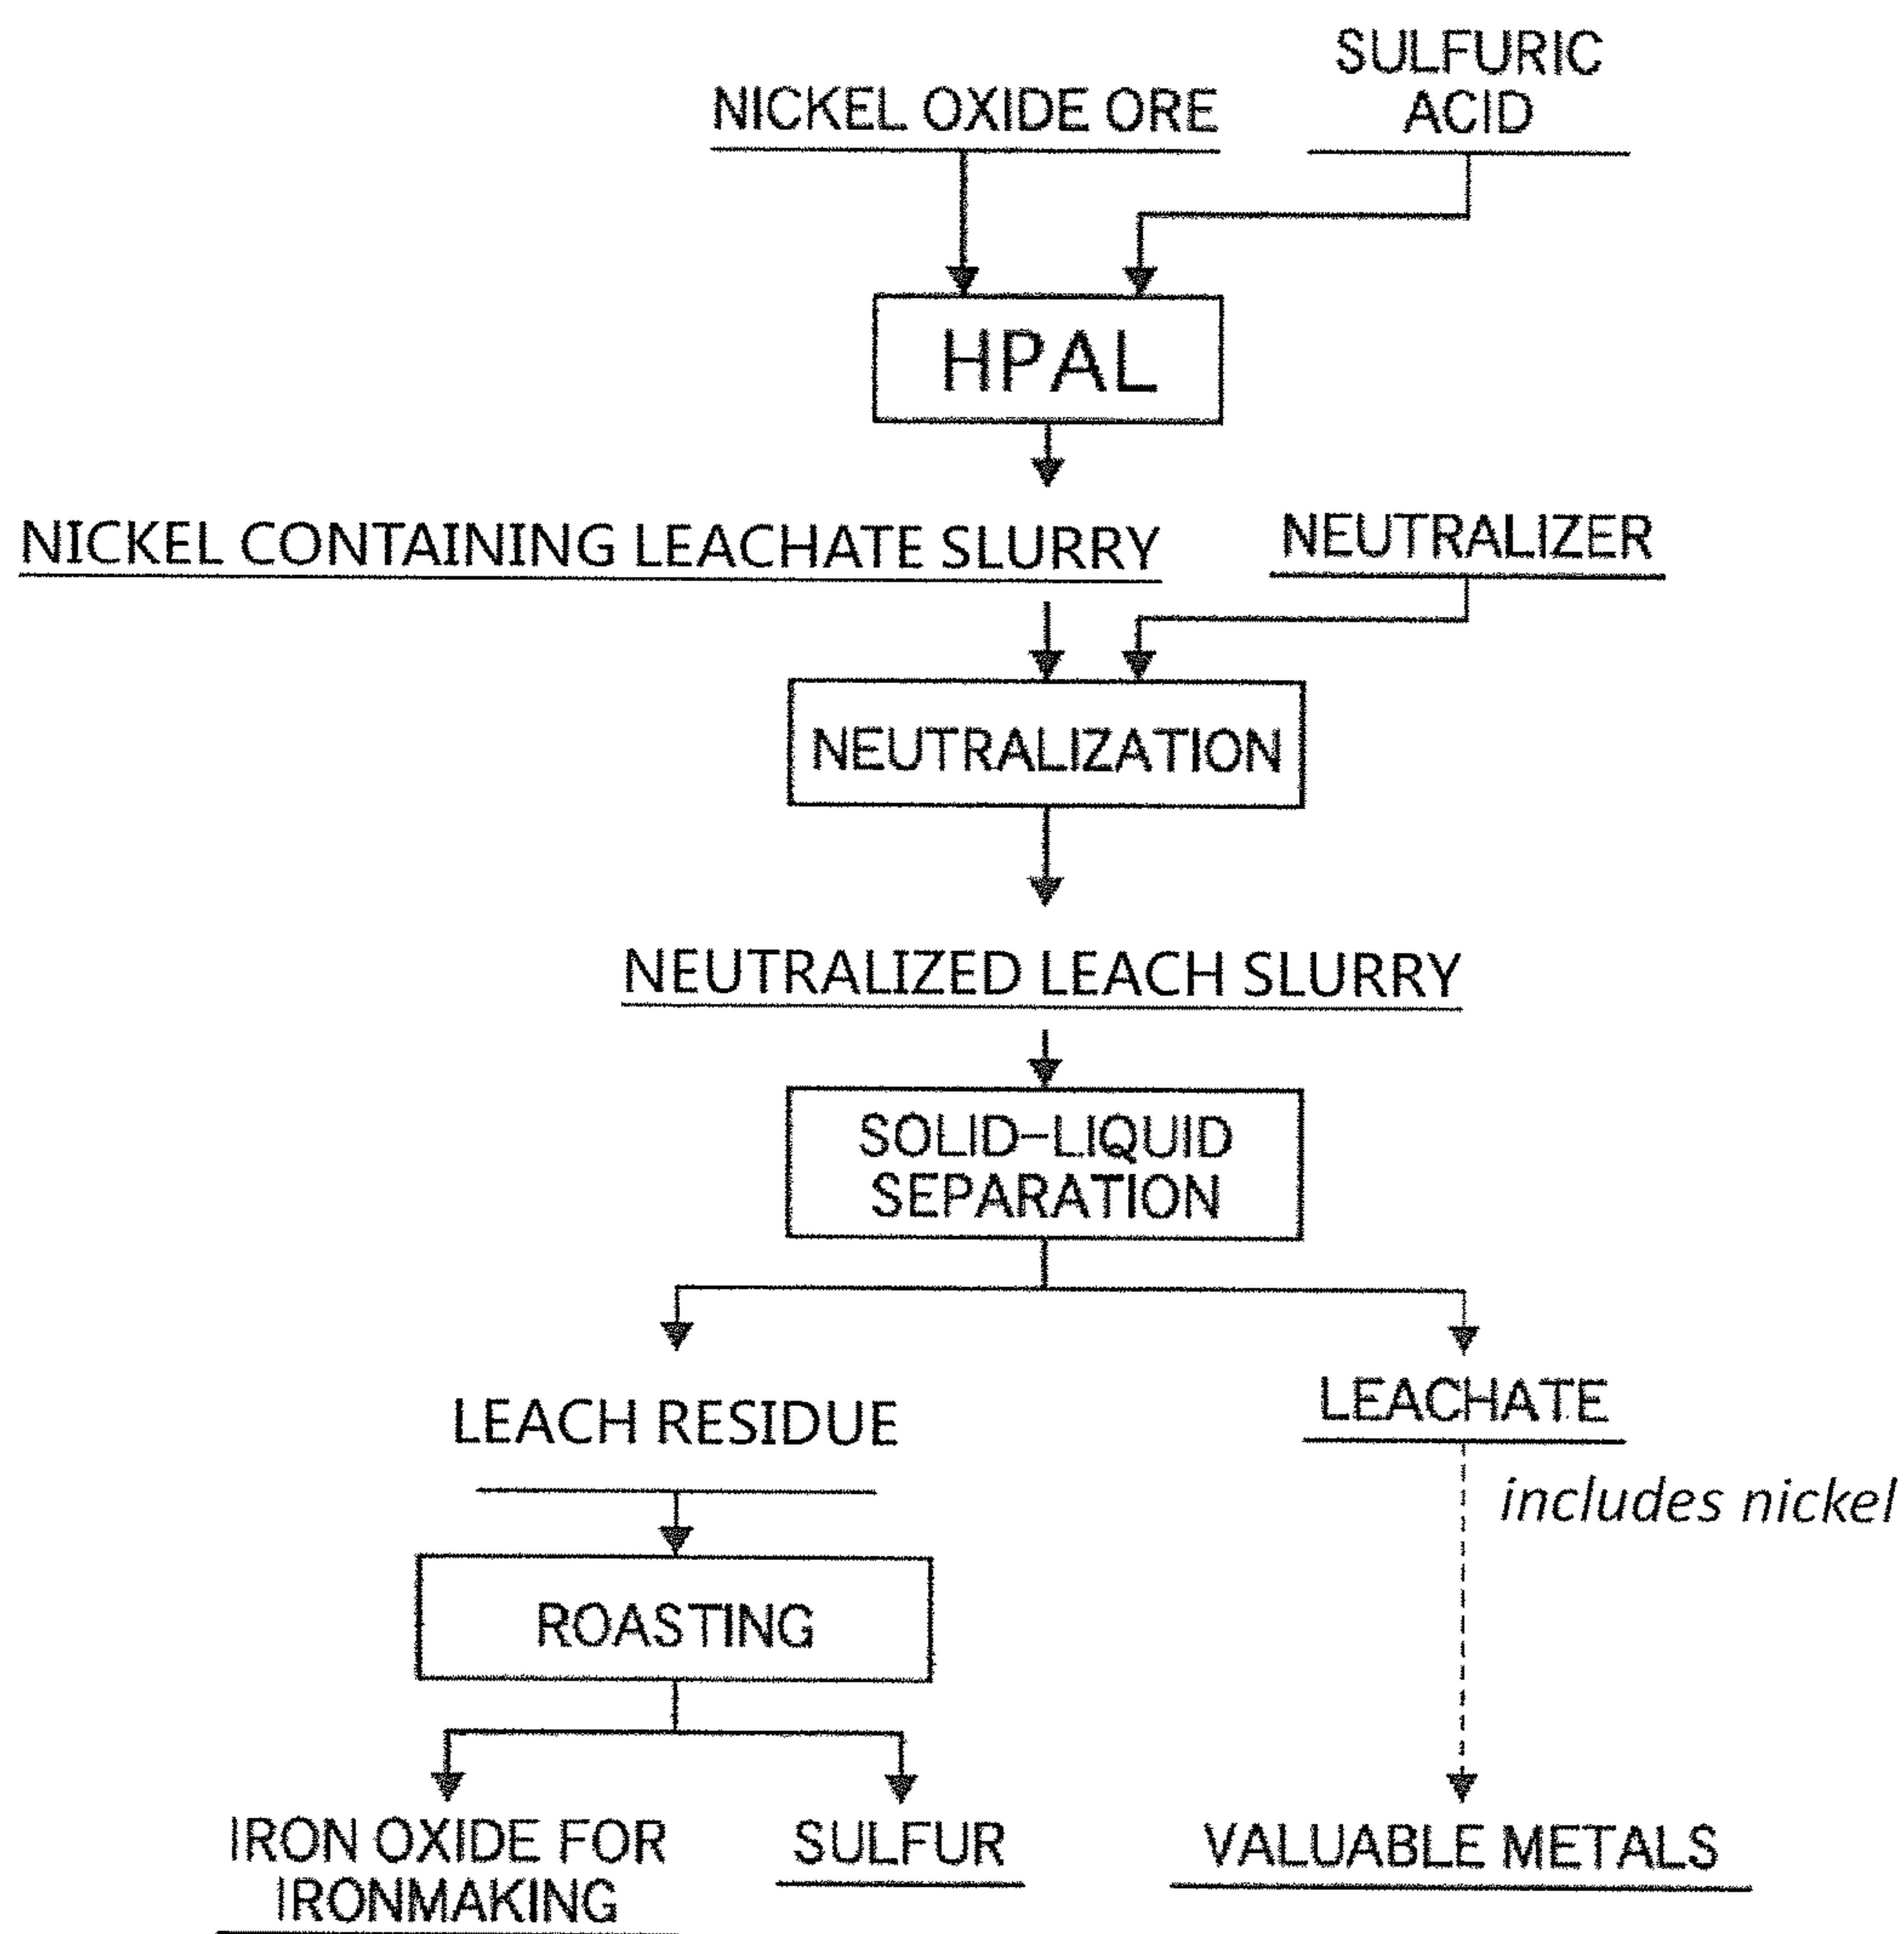 SULFURIC
ACID
NICKEL OXIDE ORE
HPAL
NICKEL CONTAINING LEACHATE SLURRY
NEUTRALIZER
NEUTRALIZATION
NEUTRALIZED LEACH SLURRY
SOLID-LIQUID
SEPARATION
LEACH RESIDUE
LEACHATE
includes nickel
ROASTING
IRON OXIDE FOR
IRONMAKING
SULFUR
VALUABLE METALS